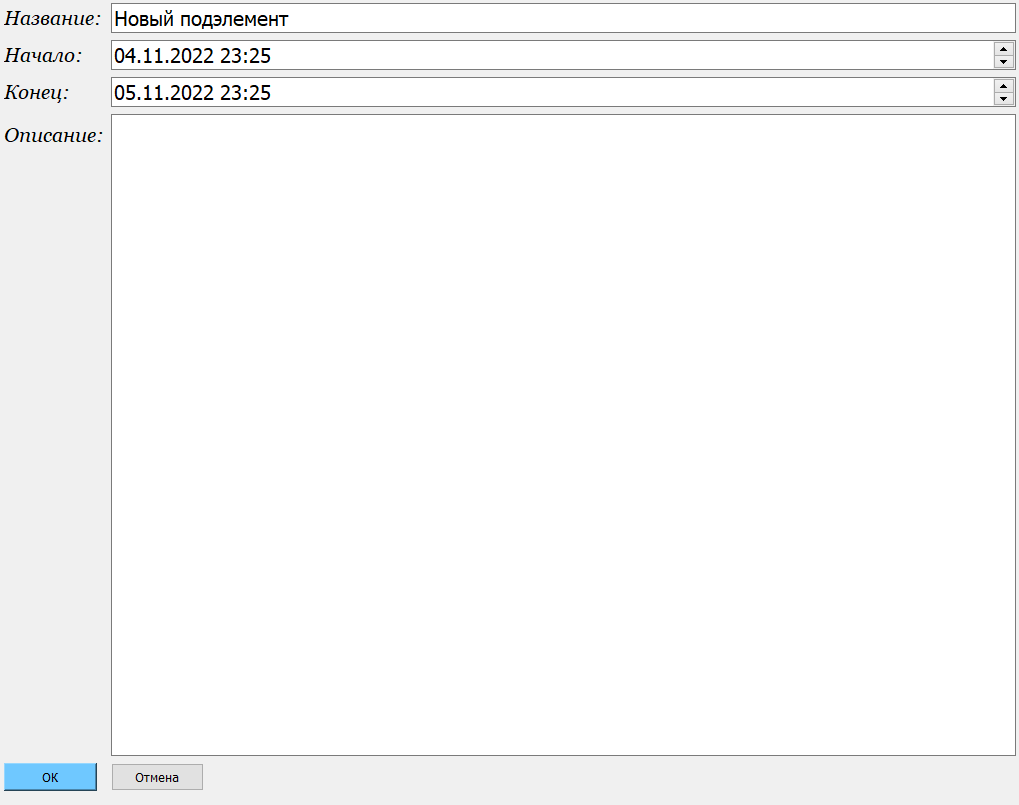 Название: Новый подэлемент
Начало: 04.11.2022 23:25
Конец: 05.11.2022 23:25
Описание:
ОК Отмена